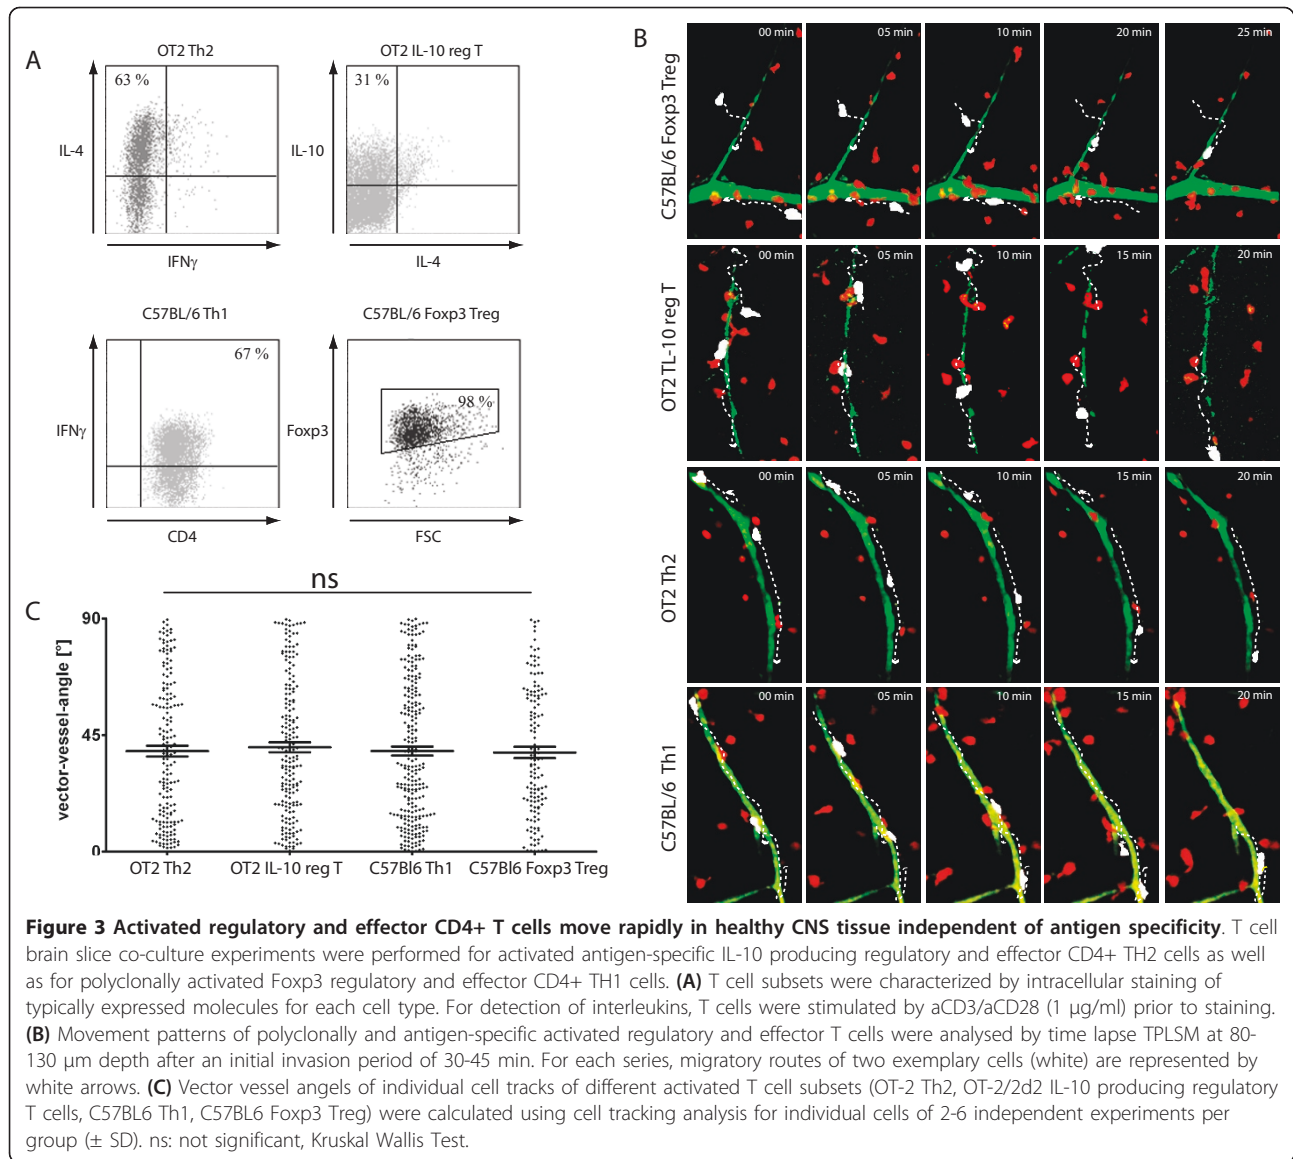 A
OT2 Th2
63 %
IL-4
IFNγ
OT2 IL-10 reg T
31 %
IL-10
IL-4
C57BL/6 Th1
67 %
IFNγ
CD4
C57BL/6 Foxp3 Treg
98 %
Foxp3
FSC
B
C57BL/6 Foxp3 Treg
00 min
05 min
10 min
20 min
25 min
OT2 TL-10 reg T
00 min
05 min
10 min
15 min
20 min
OT2 Th2
00 min
05 min
10 min
15 min
20 min
C57BL/6 Th1
00 min
05 min
10 min
15 min
20 min
C
ns
vector-vessel-angle [°]
90
45
0
OT2 Th2
OT2 IL-10 reg T
C57Bl6 Th1
C57Bl6 Foxp3 Treg
Figure 3 Activated regulatory and effector CD4+ T cells move rapidly in healthy CNS tissue independent of antigen specificity. T cell
brain slice co-culture experiments were performed for activated antigen-specific IL-10 producing regulatory and effector CD4+ TH2 cells as well
as for polyclonally activated Foxp3 regulatory and effector CD4+ TH1 cells. (A) T cell subsets were characterized by intracellular staining of
typically expressed molecules for each cell type. For detection of interleukins, T cells were stimulated by aCD3/aCD28 (1 μg/ml) prior to staining.
(B) Movement patterns of polyclonally and antigen-specific activated regulatory and effector T cells were analysed by time lapse TPLSM at 80-
130 μm depth after an initial invasion period of 30-45 min. For each series, migratory routes of two exemplary cells (white) are represented by
white arrows. (C) Vector vessel angels of individual cell tracks of different activated T cell subsets (OT-2 Th2, OT-2/2d2 IL-10 producing regulatory
T cells, C57BL6 Th1, C57BL6 Foxp3 Treg) were calculated using cell tracking analysis for individual cells of 2-6 independent experiments per
group (± SD). ns: not significant, Kruskal Wallis Test.